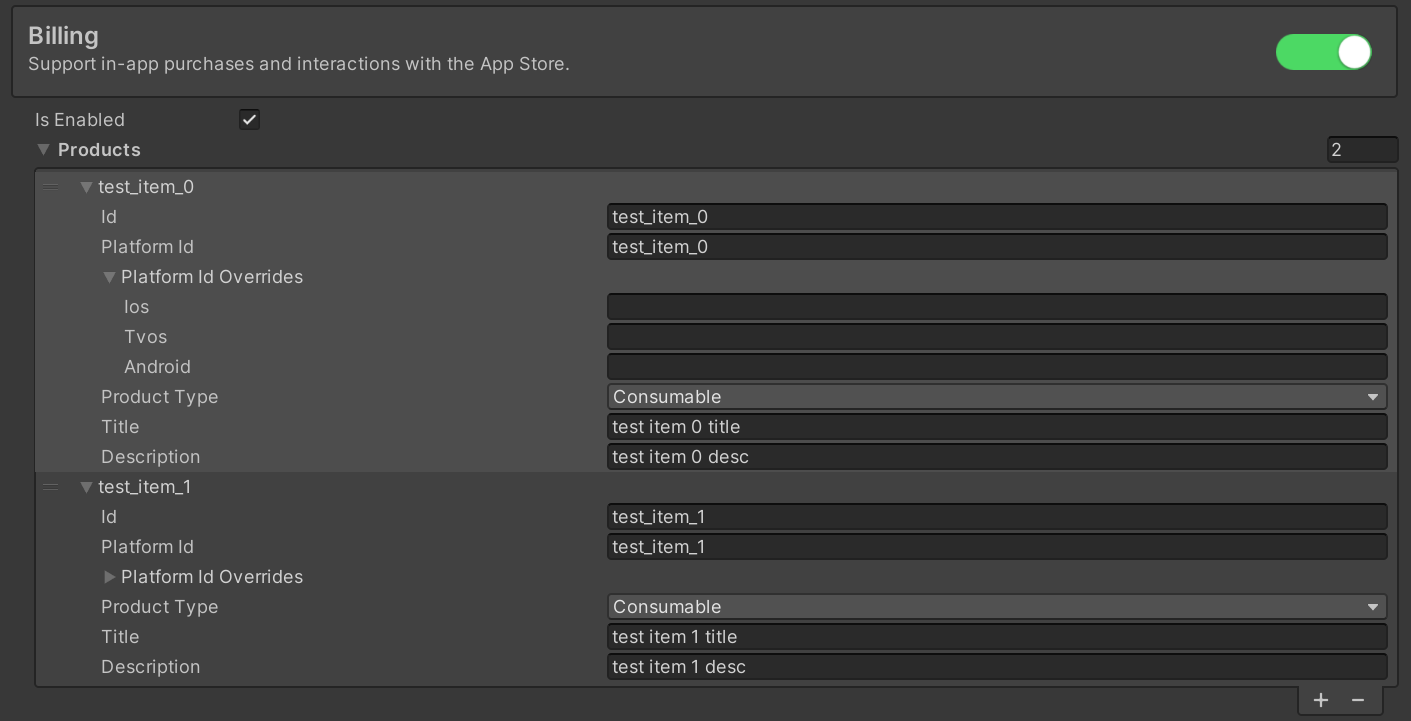 Billing
Support in-app purchases and interactions with the App Store.
Is Enabled
Products 2
test_item_0
Id test_item_0
Platform Id test_item_0
Platform Id Overrides
Ios
Tvos
Android
Product Type Consumable
Title test item 0 title
Description test item 0 desc
test_item_1
Id test_item_1
Platform Id test_item_1
Platform Id Overrides
Product Type Consumable
Title test item 1 title
Description test item 1 desc
+ −